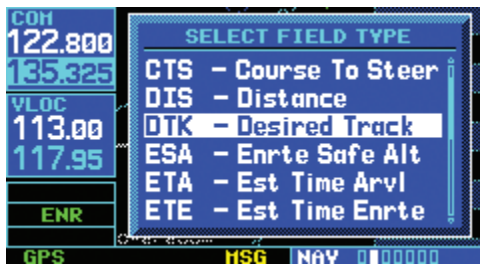 COM
122.800
135.325
VLOC
113.00
117.95
ENR
GPS
SELECT FIELD TYPE
CTS – Course To Steer
DIS – Distance
DTK – Desired Track
ESA – Enrte Safe Alt
ETA – Est Time Arvl
ETE – Est Time Enrte
MSG
NAV